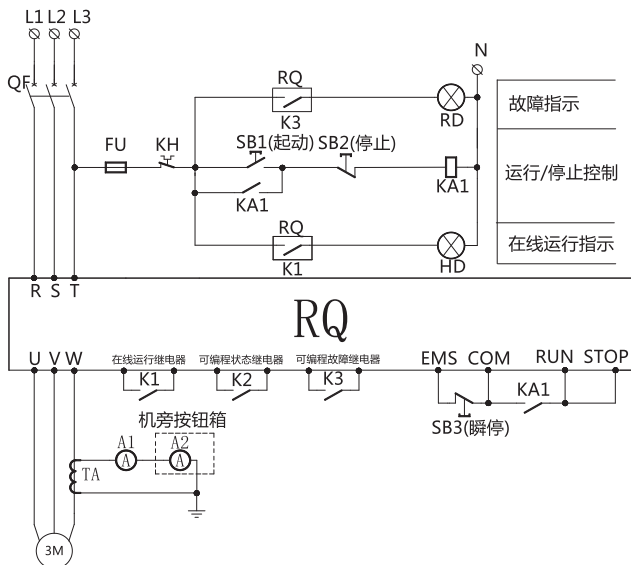 L1 L2 L3
N
QF
RQ
K3
RD
故障指示
FU
KH
SB1(起动)
SB2(停止)
KA1
KA1
运行/停止控制
RQ
K1
HD
在线运行指示
R S T
RQ
U V W
在线运行继电器
可编程状态继电器
可编程故障继电器
EMS COM
RUN STOP
K1
K2
K3
KA1
SB3(瞬停)
机旁按钮箱
A1
A2
A
A
TA
3M